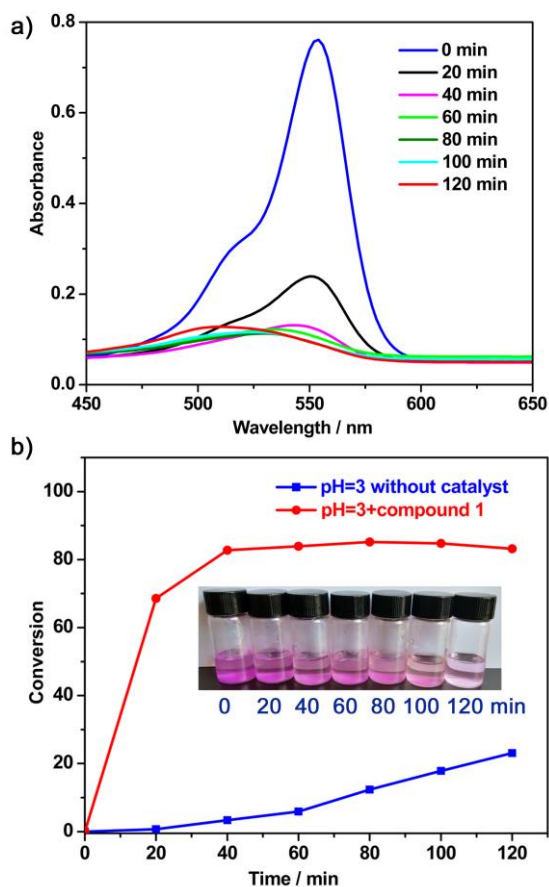 a)
0.8
0.6
0.4
0.2
0.0
Absorbance
0 min
20 min
40 min
60 min
80 min
100 min
120 min
450 500 550 600 650
Wavelength / nm
b)
100
80
60
40
20
0
Conversion
pH=3 without catalyst
pH=3+compound 1
0 20 40 60 80 100 120 min
0 20 40 60 80 100 120
Time / min